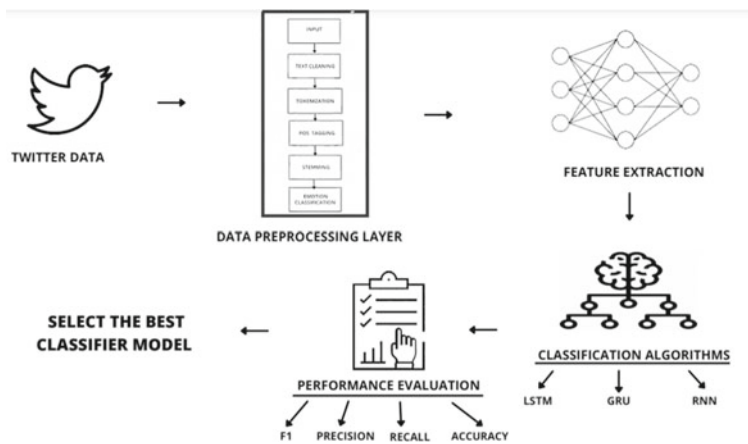 TWITTER DATA
INPUT
TEXT CLEANING
TOKENIZATION
POS TAGGING
STEMMING
EMOTION
CLASSIFICATION
DATA PREPROCESSING LAYER
FEATURE EXTRACTION
CLASSIFICATION ALGORITHMS
LSTM
GRU
RNN
PERFORMANCE EVALUATION
F1
PRECISION
RECALL
ACCURACY
SELECT THE BEST
CLASSIFIER MODEL